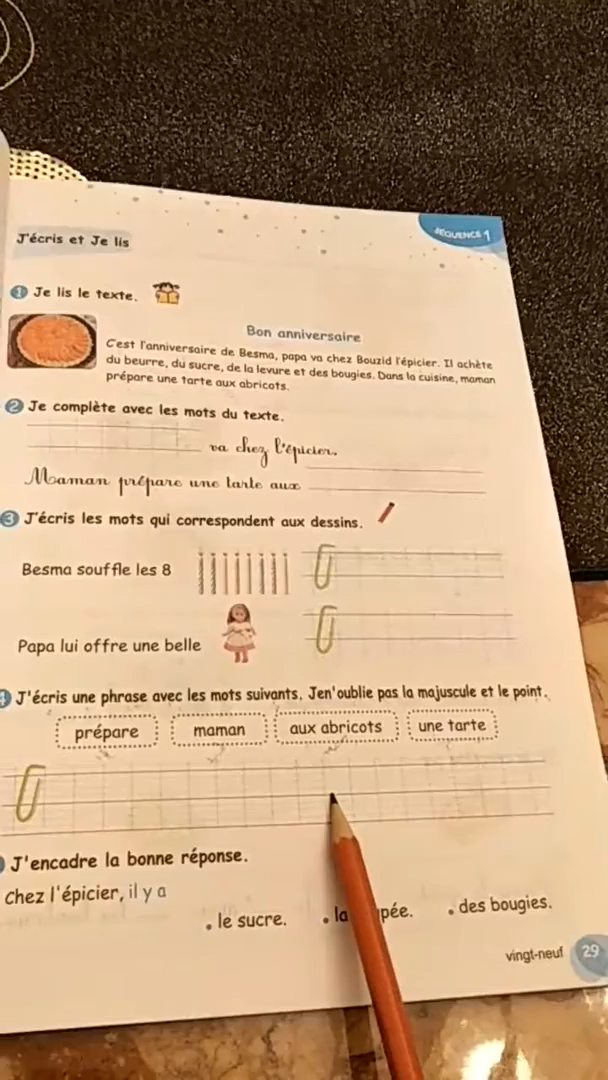 SÉQUENCE 1
J'écris et Je lis
1 Je lis le texte.
Bon anniversaire
C'est l'anniversaire de Besma, papa va chez Bouzid l'épicier. Il achète
du beurre, du sucre, de la levure et des bougies. Dans la cuisine, maman
prépare une tarte aux abricots.
2 Je complète avec les mots du texte.
va chez l'épicier.
Maman prépare une tarte aux
3 J'écris les mots qui correspondent aux dessins.
Besma souffle les 8
Papa lui offre une belle
4 J'écris une phrase avec les mots suivants. Jen'oublie pas la majuscule et le point.
prépare maman aux abricots une tarte
J'encadre la bonne réponse.
Chez l'épicier, il y a
. le sucre. . la pée. . des bougies.
vingt-neuf 29